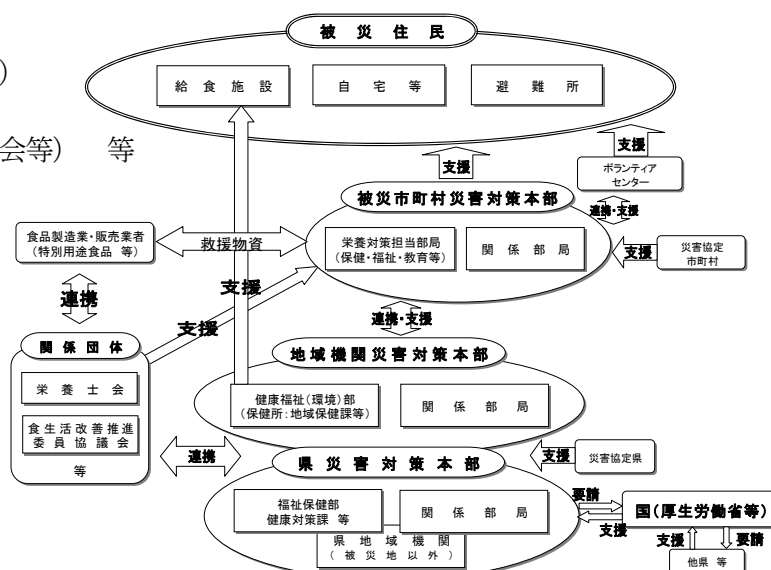 被災住民
)
給食施設
自宅等
避難所
会等) 等
支援
支援
ボランティア
センター
被災市町村災害対策本部
連携・支援
食品製造業・販売業者
(特別用途食品 等)
救援物資
栄養対策担当部局
(保健・福祉・教育等)
関係部局
支援
災害協定
市町村
連携
支援
支援
連携・支援
関係団体
地域機関災害対策本部
栄養士会
健康福祉(環境)部
(保健所:地域保健課等)
関係部局
食生活改善推進
委員協議会
等
連携
県災害対策本部
支援
災害協定県
福祉保健部
健康対策課 等
関係部局
要請
国(厚生労働省等)
支援
県地域機関
(被災地以外)
支援
要請
他県 等